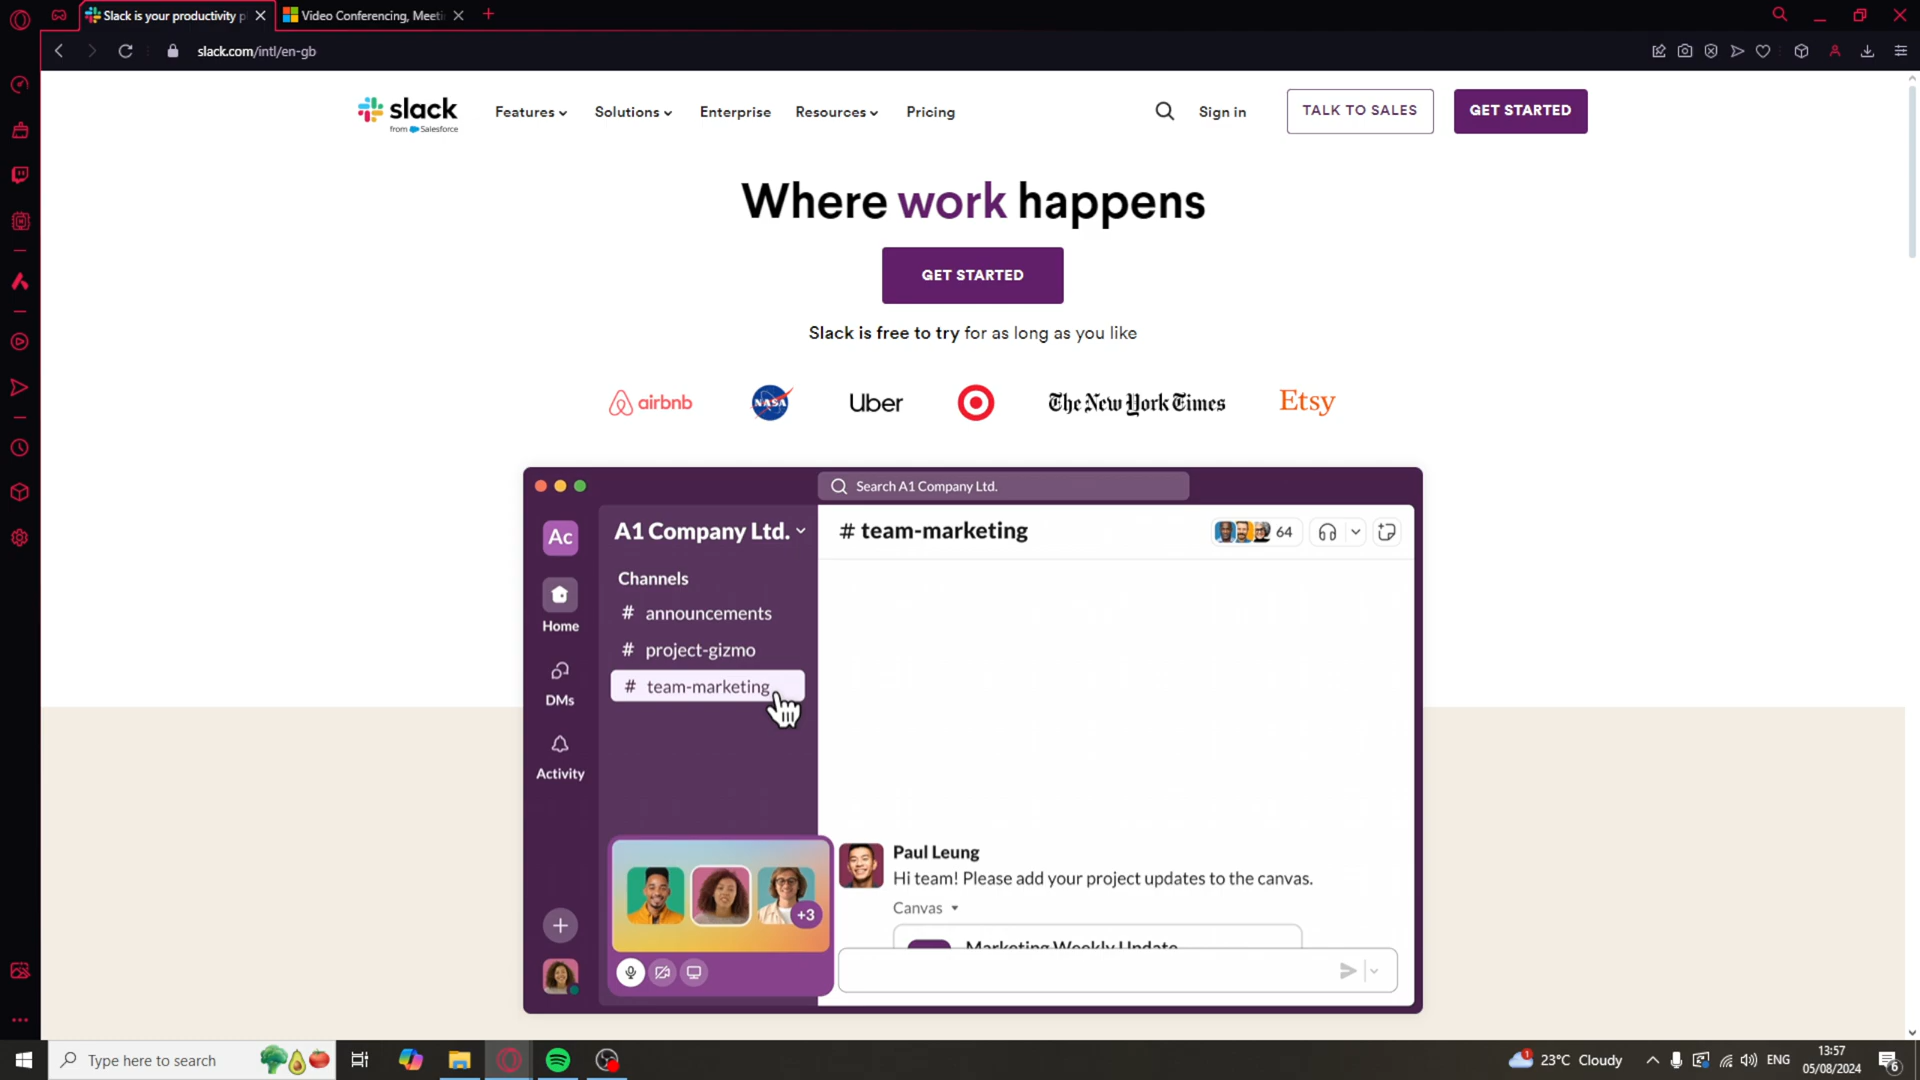 Slack is your productivity p
Video Conferencing, Meeti
slack.com/intl/en-gb
slack
from Salesforce
Features
Solutions
Enterprise
Resources
Pricing
Sign in
TALK TO SALES
GET STARTED
Where work happens
GET STARTED
Slack is free to try for as long as you like
airbnb
NASA
Uber
The New York Times
Etsy
Search A1 Company Ltd.
Ac
A1 Company Ltd.
# team-marketing
64
Channels
# announcements
# project-gizmo
# team-marketing
Home
DMs
Activity
+3
Paul Leung
Hi team! Please add your project updates to the canvas.
Canvas
Marketing Weekly Update
Type here to search
1
23°C Cloudy
ENG
13:57
05/08/2024
6